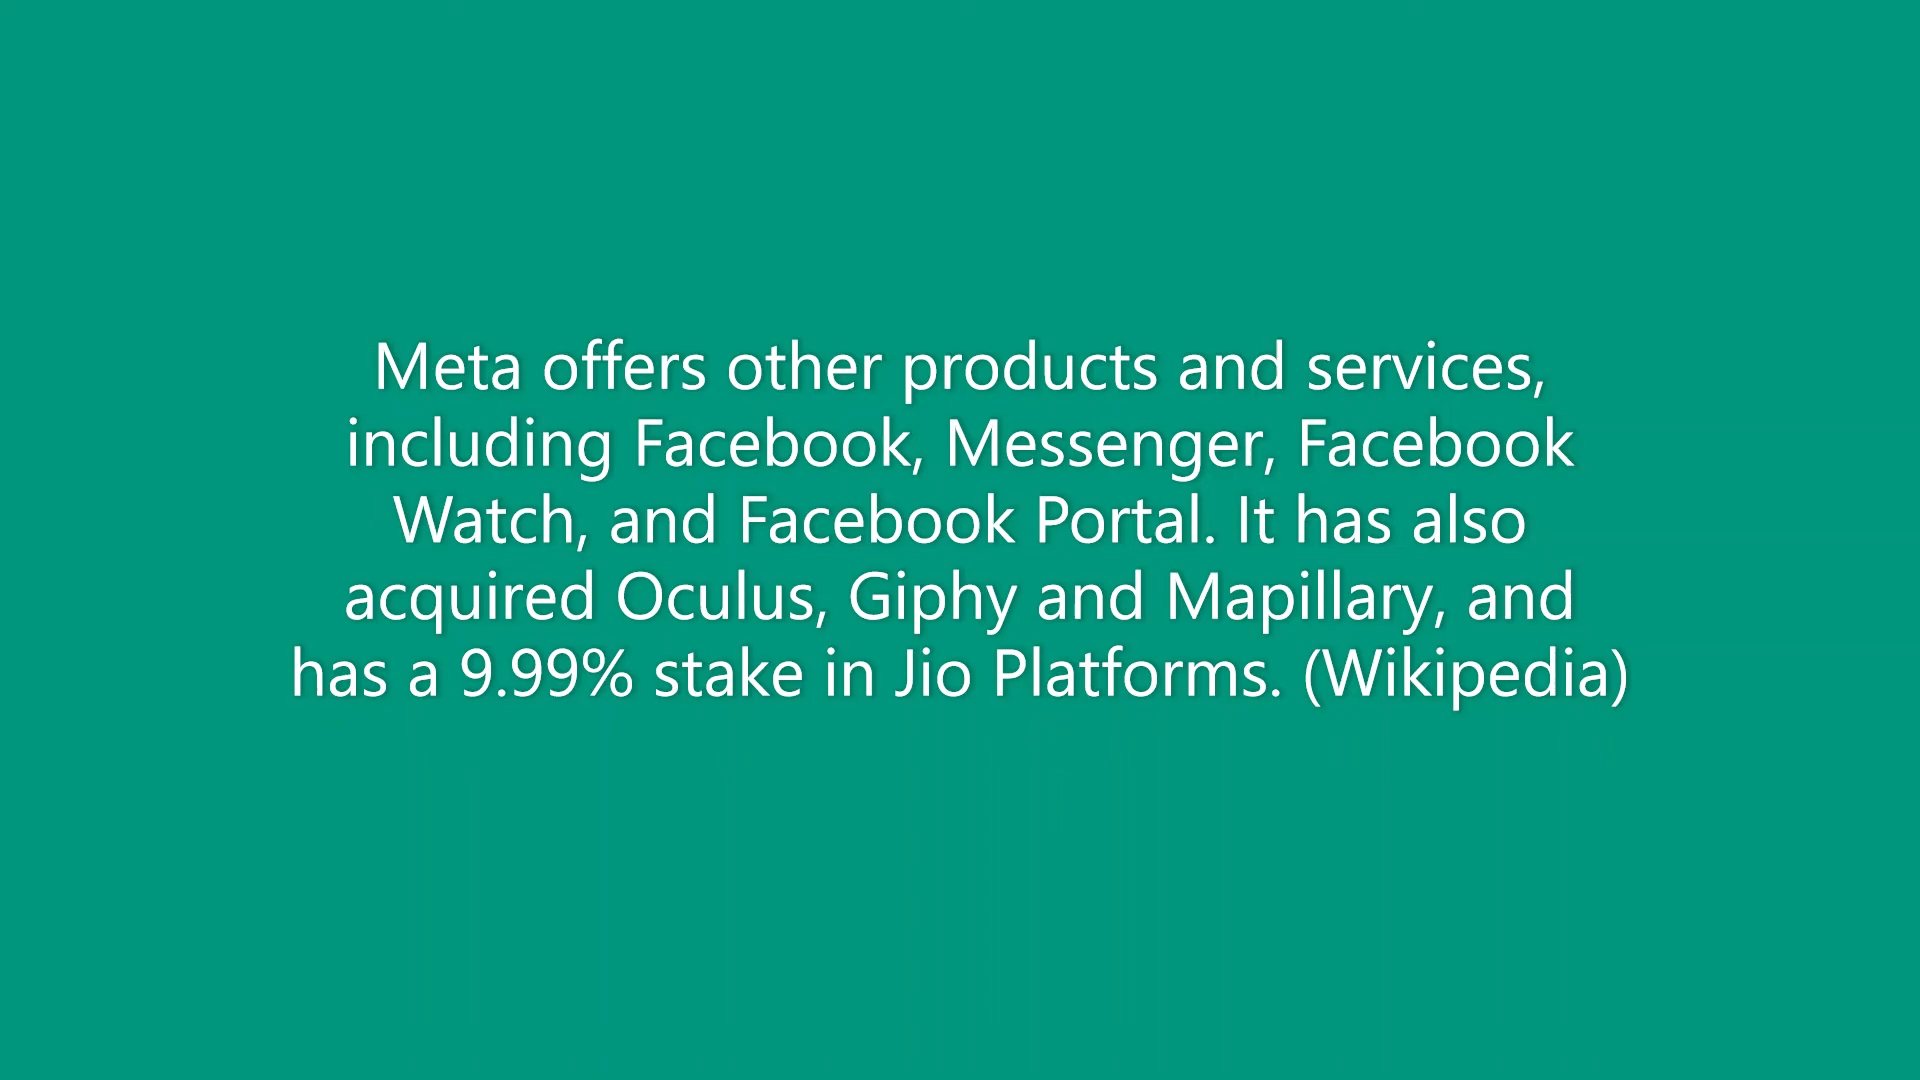 Meta offers other products and services,
including Facebook, Messenger, Facebook
Watch, and Facebook Portal. It has also
acquired Oculus, Giphy and Mapillary, and
has a 9.99% stake in Jio Platforms. (Wikipedia)